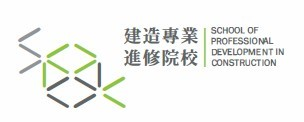 建造專業
進修院校
SCHOOL OF
PROFESSIONAL
DEVELOPMENT IN
CONSTRUCTION